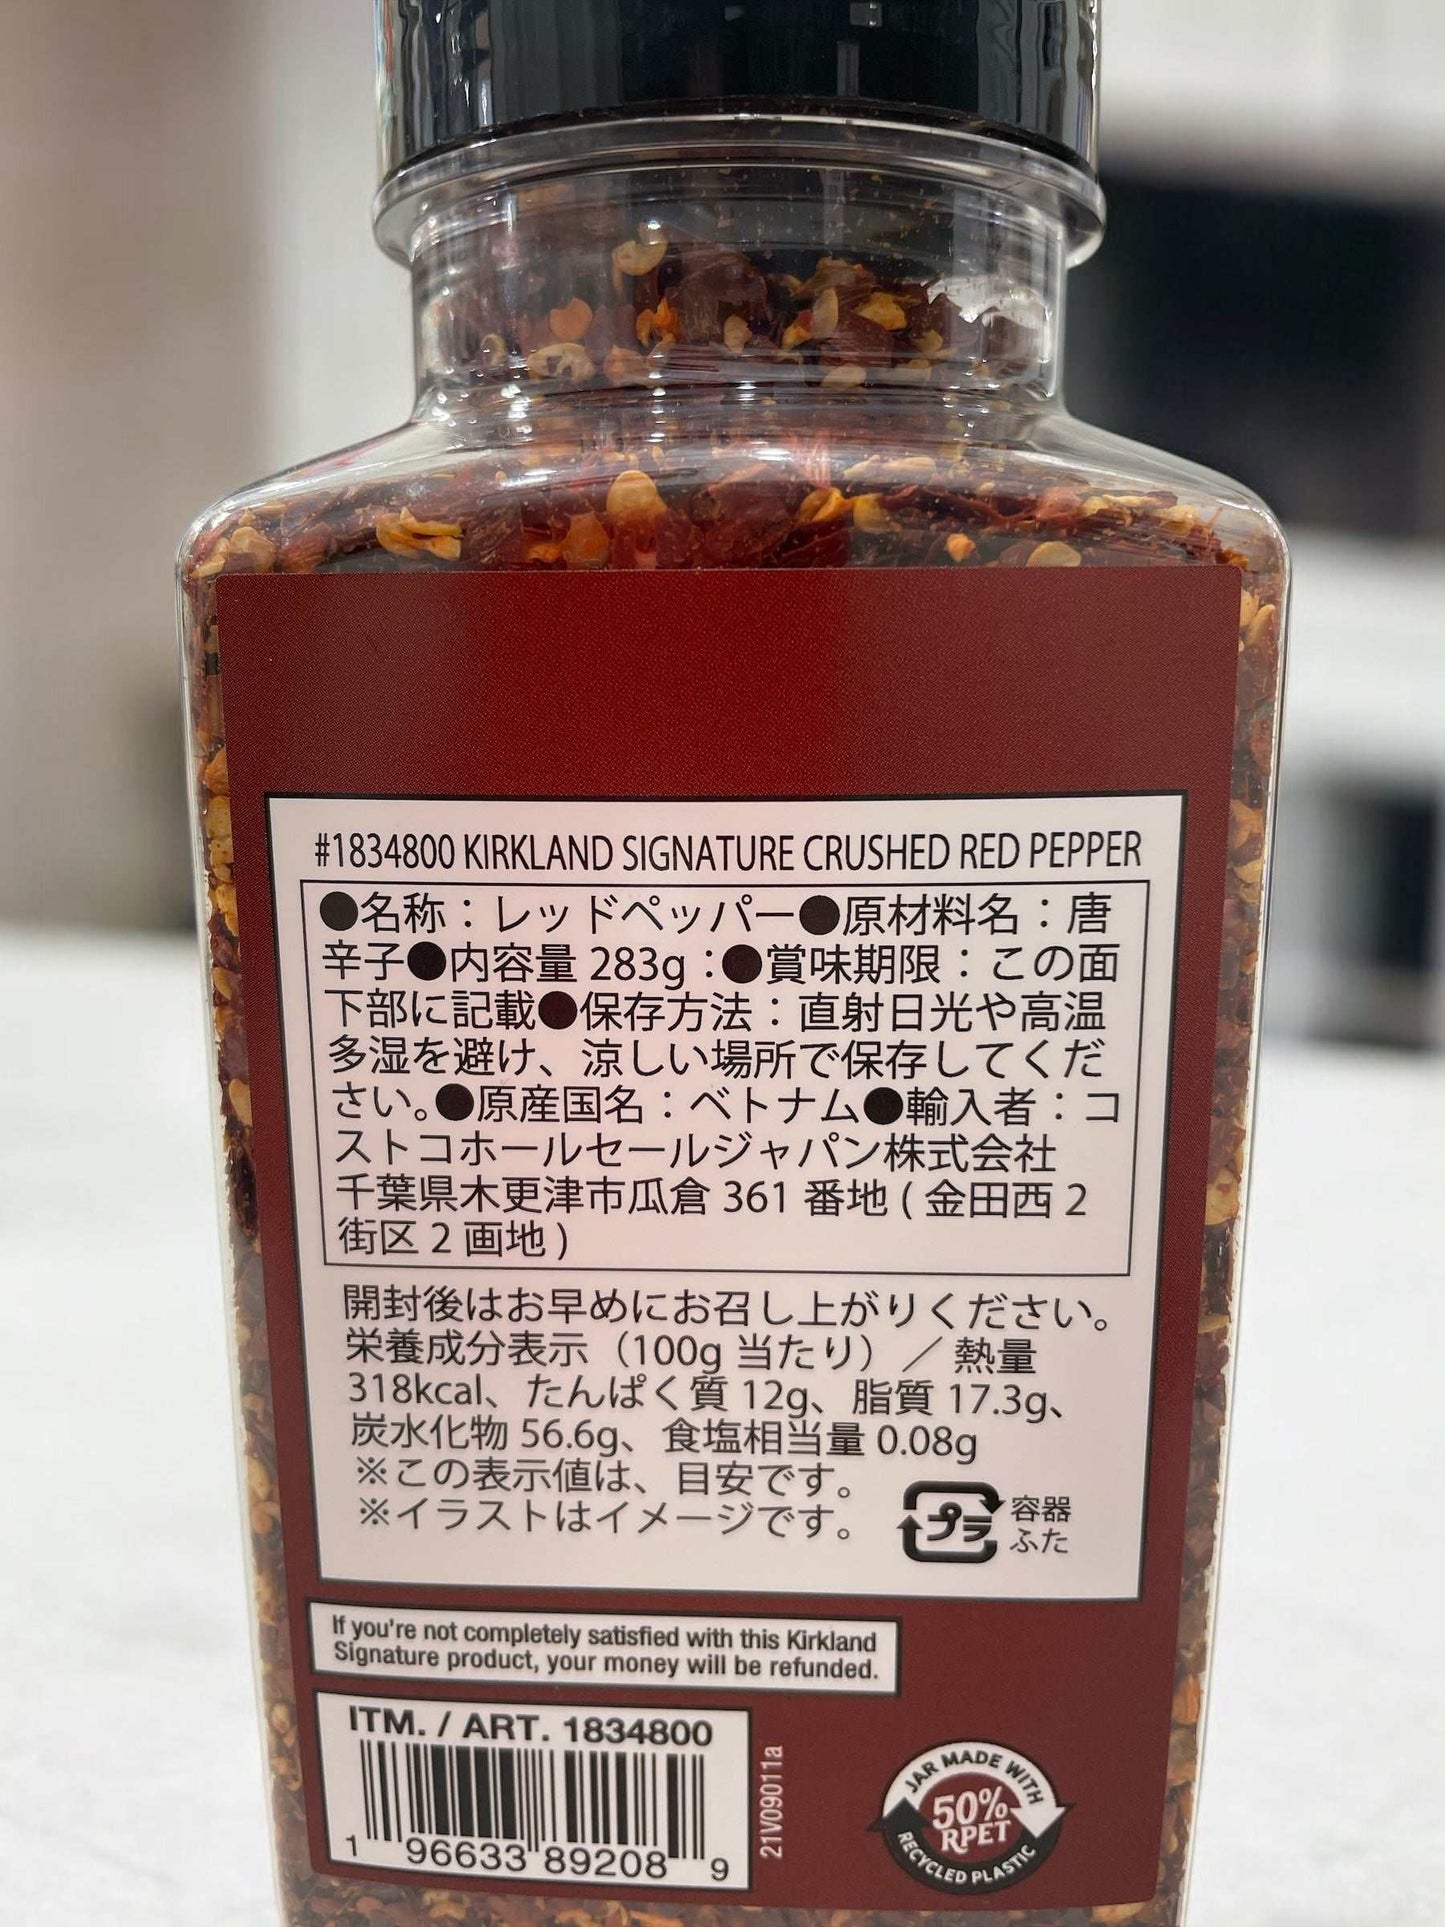 #1834800 KIRKLAND SIGNATURE CRUSHED RED PEPPER
●名称：レッドペッパー●原材料名：唐
辛子●内容量 283g：●賞味期限：この面
下部に記載●保存方法：直射日光や高温
多湿を避け、涼しい場所で保存してくだ
さい。●原産国名：ベトナム●輸入者：コ
ストコホールセールジャパン株式会社
千葉県木更津市瓜倉 361 番地 ( 金田西 2
街区 2 画地 )
開封後はお早めにお召し上がりください。
栄養成分表示（100g 当たり）／ 熱量
318kcal、たんぱく質 12g、脂質 17.3g、
炭水化物 56.6g、食塩相当量 0.08g
※この表示値は、目安です。
※イラストはイメージです。
プラ
容器
ふた
If you're not completely satisfied with this Kirkland
Signature product, your money will be refunded.
ITM. / ART. 1834800
1 96633 89208 9
21V09011a
JAR MADE WITH
50%
RPET
RECYCLED PLASTIC